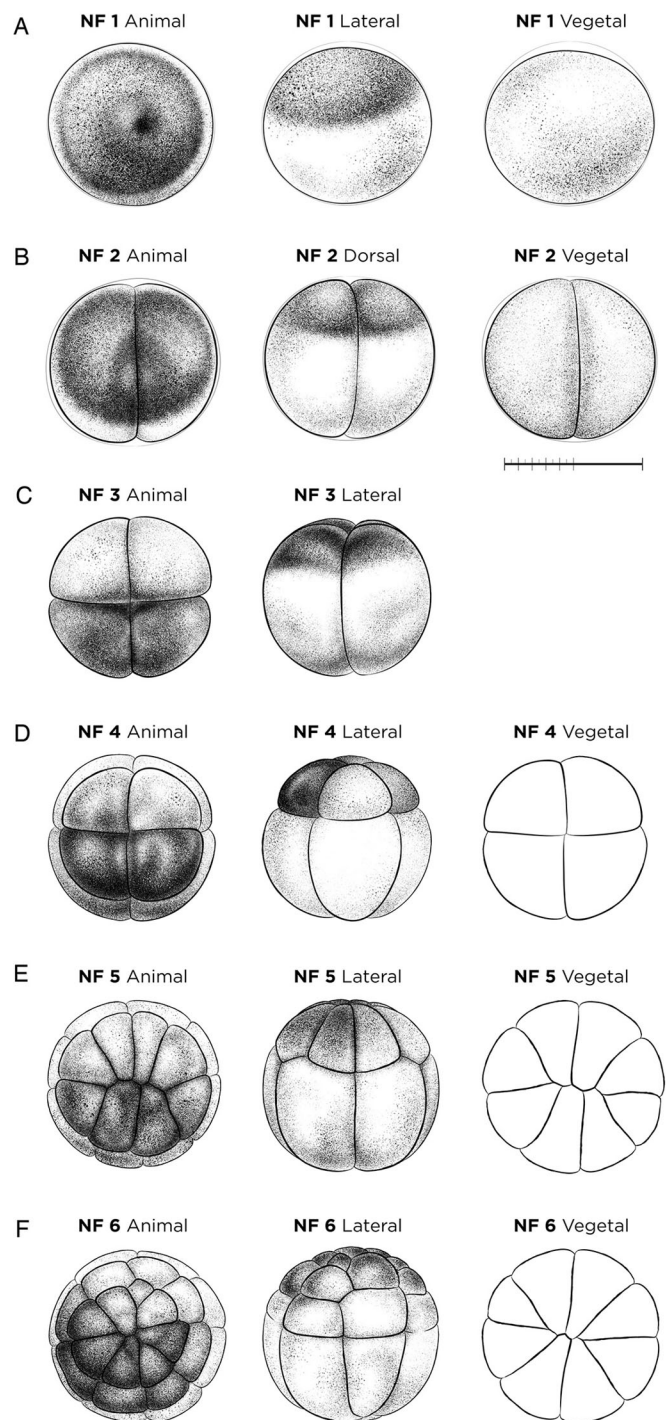 A
NF 1 Animal
NF 1 Lateral
NF 1 Vegetal
B
NF 2 Animal
NF 2 Dorsal
NF 2 Vegetal
C
NF 3 Animal
NF 3 Lateral
D
NF 4 Animal
NF 4 Lateral
NF 4 Vegetal
E
NF 5 Animal
NF 5 Lateral
NF 5 Vegetal
F
NF 6 Animal
NF 6 Lateral
NF 6 Vegetal